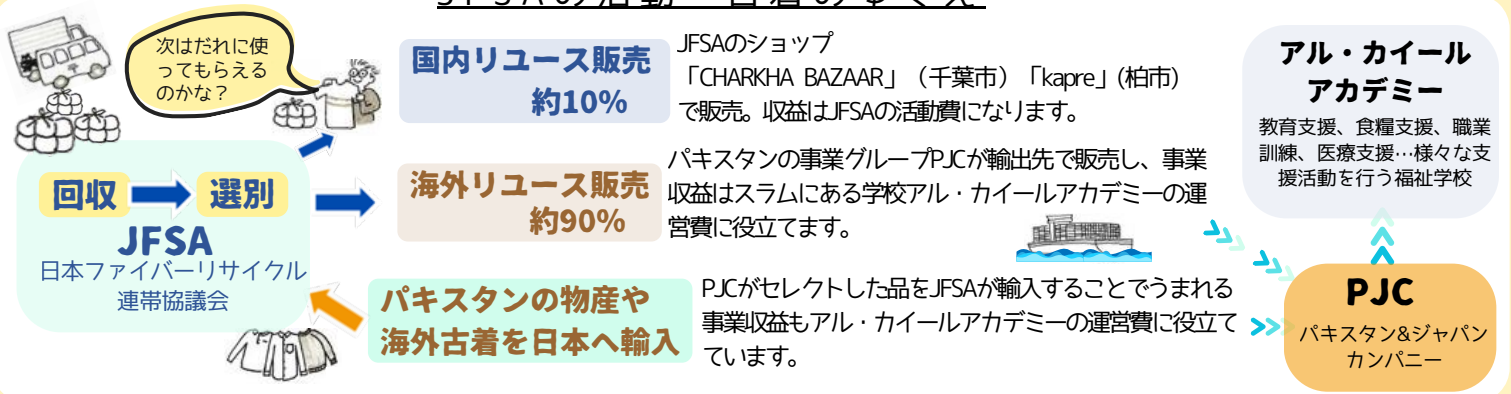 次はだれに使
ってもらえる
のかな？
国内リユース販売
約10%
JFSAのショップ
「CHARKHA BAZAAR」（千葉市）「kapre」(柏市)
で販売。収益はJFSAの活動費になります。
回収
選別
JFSA
日本ファイバーリサイクル
連帯協議会
海外リユース販売
約90%
パキスタンの事業グループPJCが輸出先で販売し、事業
収益はスラムにある学校アル・カイールアカデミーの運
営費に役立てます。
パキスタンの物産や
海外古着を日本へ輸入
PJCがセレクトした品をJFSAが輸入することでうまれる
事業収益もアル・カイールアカデミーの運営費に役立て
ています。
アル・カイール
アカデミー
教育支援、食糧支援、職業
訓練、医療支援…様々な支
援活動を行う福祉学校
PJC
パキスタン&ジャパン
カンパニー